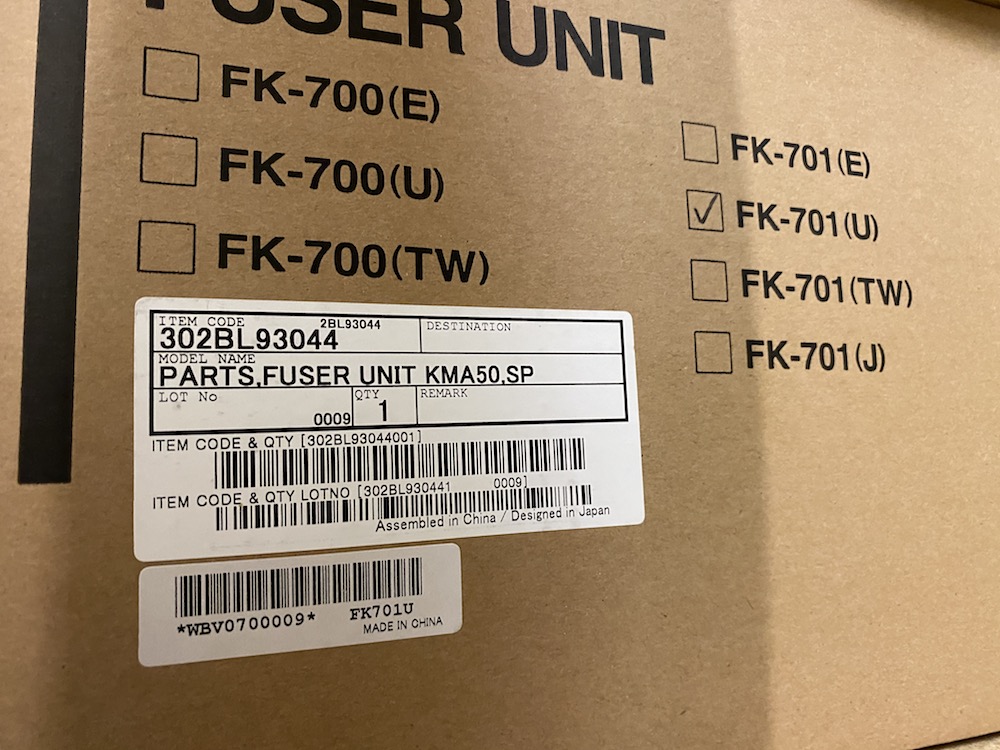 FUSER UNIT
FK-700(E)
FK-700(U)
FK-700(TW)
FK-701(E)
FK-701(U)
FK-701(TW)
FK-701(J)
ITEM CODE 2BL93044
302BL93044
DESTINATION
MODEL NAME
PARTS,FUSER UNIT KMA50,SP
LOT No
0009
QTY
1
REMARK
ITEM CODE & QTY [302BL93044001]
ITEM CODE & QTY LOTNO [302BL930441 0009]
Assembled in China / Designed in Japan
*WBV0700009* FK701U
MADE IN CHINA